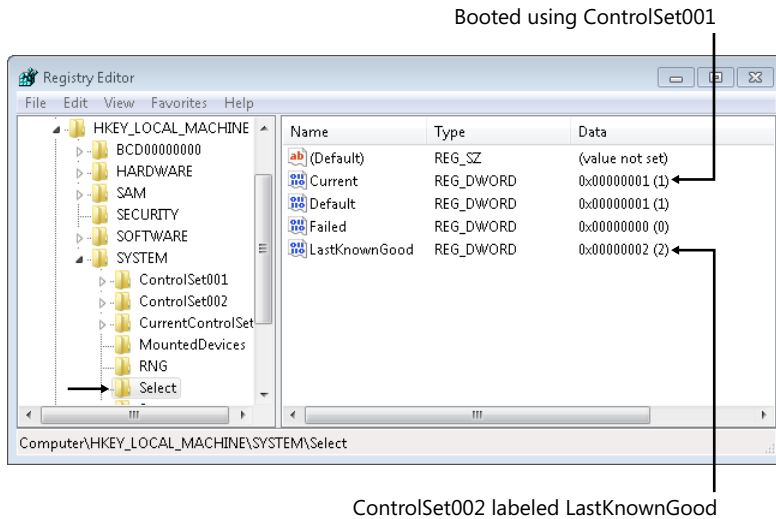 Booted using ControlSet001
Registry Editor
File Edit View Favorites Help
HKEY_LOCAL_MACHINE
BCD00000000
HARDWARE
SAM
SECURITY
SOFTWARE
SYSTEM
ControlSet001
ControlSet002
CurrentControlSet
MountedDevices
RNG
Select
Name Type Data
(Default) REG_SZ (value not set)
Current REG_DWORD 0x00000001 (1)
Default REG_DWORD 0x00000001 (1)
Failed REG_DWORD 0x00000000 (0)
LastKnownGood REG_DWORD 0x00000002 (2)
Computer\HKEY_LOCAL_MACHINE\SYSTEM\Select
ControlSet002 labeled LastKnownGood